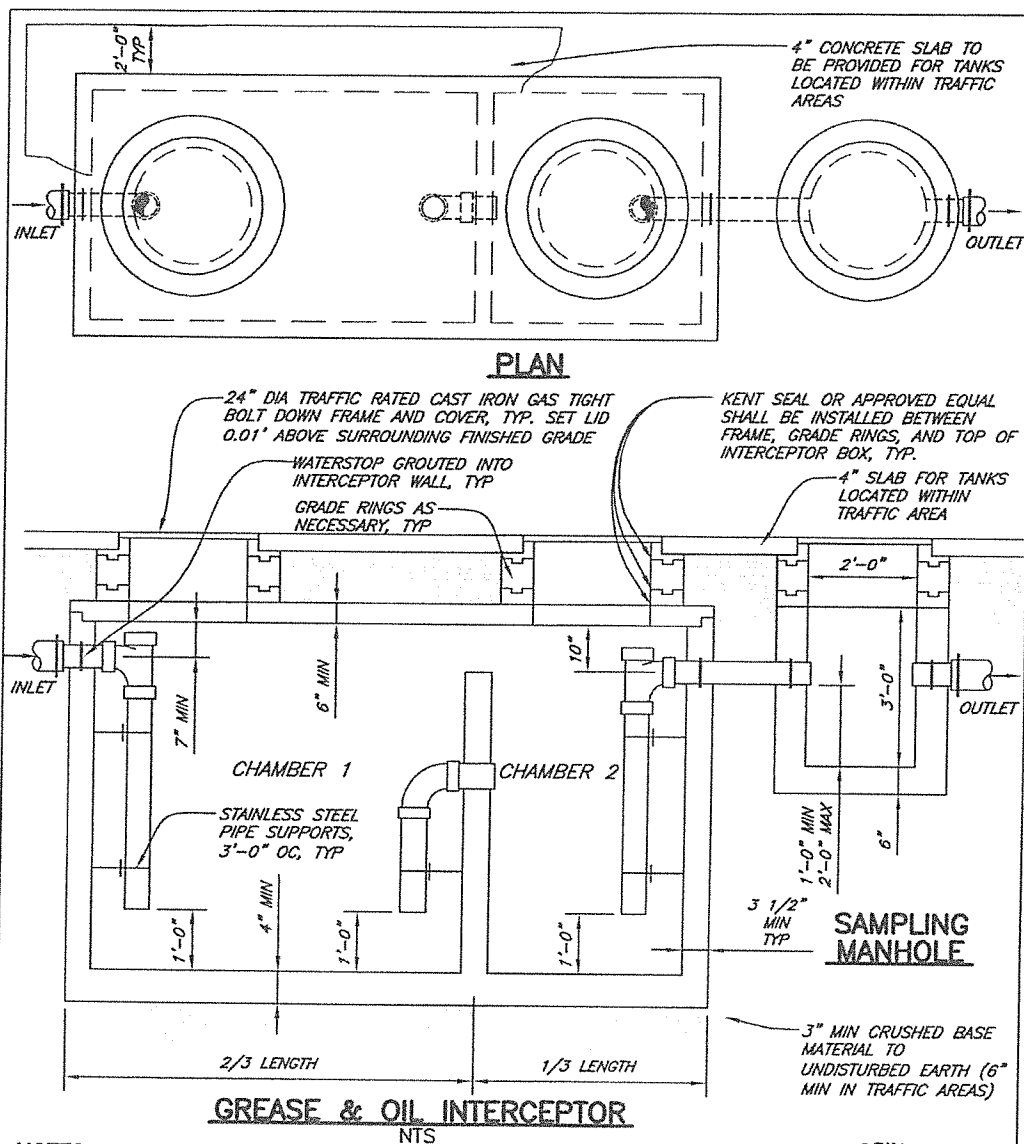 2'-0"
TYP
4" CONCRETE SLAB TO
BE PROVIDED FOR TANKS
LOCATED WITHIN TRAFFIC
AREAS
INLET
OUTLET
PLAN
24" DIA TRAFFIC RATED CAST IRON GAS TIGHT
BOLT DOWN FRAME AND COVER, TYP. SET LID
0.01' ABOVE SURROUNDING FINISHED GRADE
WATERSTOP GROUTED INTO
INTERCEPTOR WALL, TYP
GRADE RINGS AS
NECESSARY, TYP
KENT SEAL OR APPROVED EQUAL
SHALL BE INSTALLED BETWEEN
FRAME, GRADE RINGS, AND TOP OF
INTERCEPTOR BOX, TYP.
4" SLAB FOR TANKS
LOCATED WITHIN
TRAFFIC AREA
2'-0"
INLET
7" MIN
6" MIN
10"
3'-0"
OUTLET
CHAMBER 1
CHAMBER 2
STAINLESS STEEL
PIPE SUPPORTS,
3'-0" OC, TYP
1'-0" MIN
2'-0" MAX
6"
1'-0"
4" MIN
1'-0"
1'-0"
3 1/2"
MIN
TYP
SAMPLING
MANHOLE
2/3 LENGTH
1/3 LENGTH
3" MIN CRUSHED BASE
MATERIAL TO
UNDISTURBED EARTH (6"
MIN IN TRAFFIC AREAS)
GREASE & OIL INTERCEPTOR
NTS